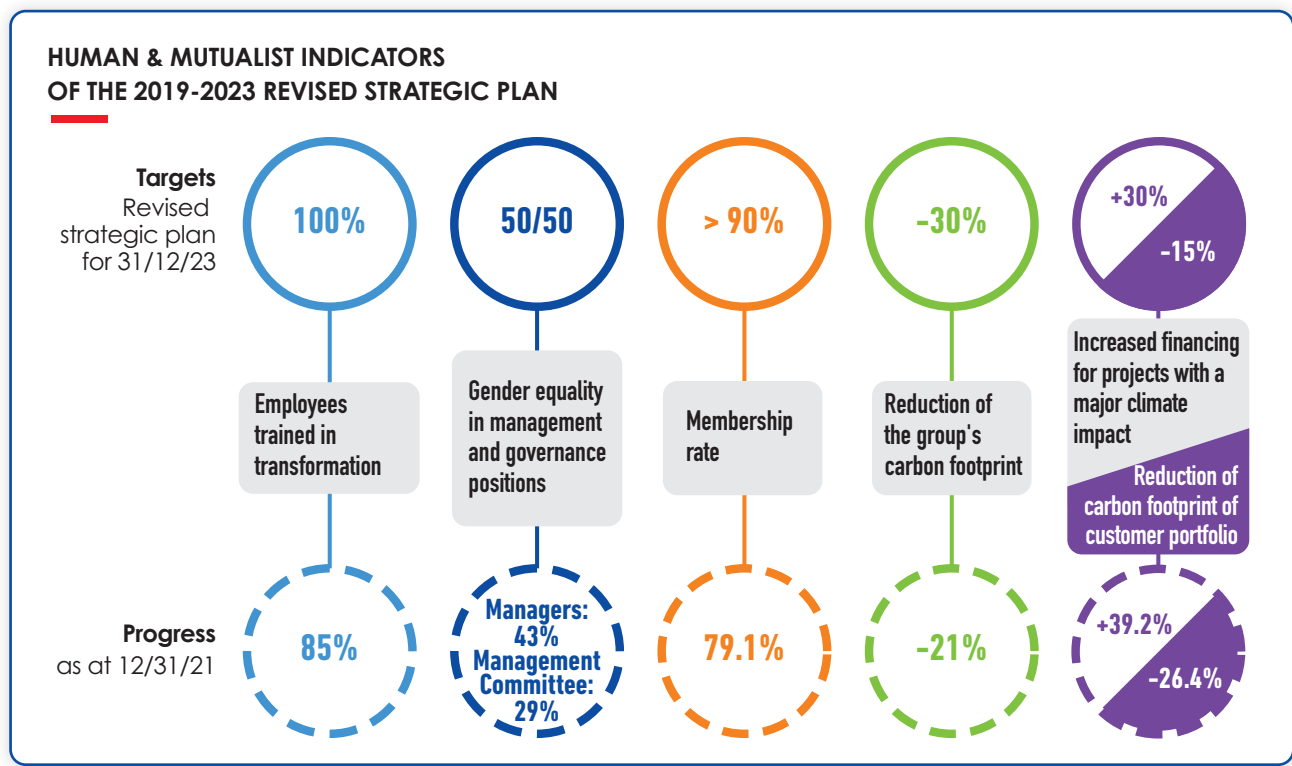 HUMAN & MUTUALIST INDICATORS
OF THE 2019-2023 REVISED STRATEGIC PLAN
Targets
Revised
strategic plan
for 31/12/23
100%
50/50
> 90%
-30%
+30%
-15%
Employees
trained in
transformation
Gender equality
in management
and governance
positions
Membership
rate
Reduction of
the group's
carbon footprint
Increased financing
for projects with a
major climate
impact
Reduction of
carbon footprint of
customer portfolio
Progress
as at 12/31/21
85%
Managers:
43%
Management
Committee:
29%
79.1%
-21%
+39.2%
-26.4%